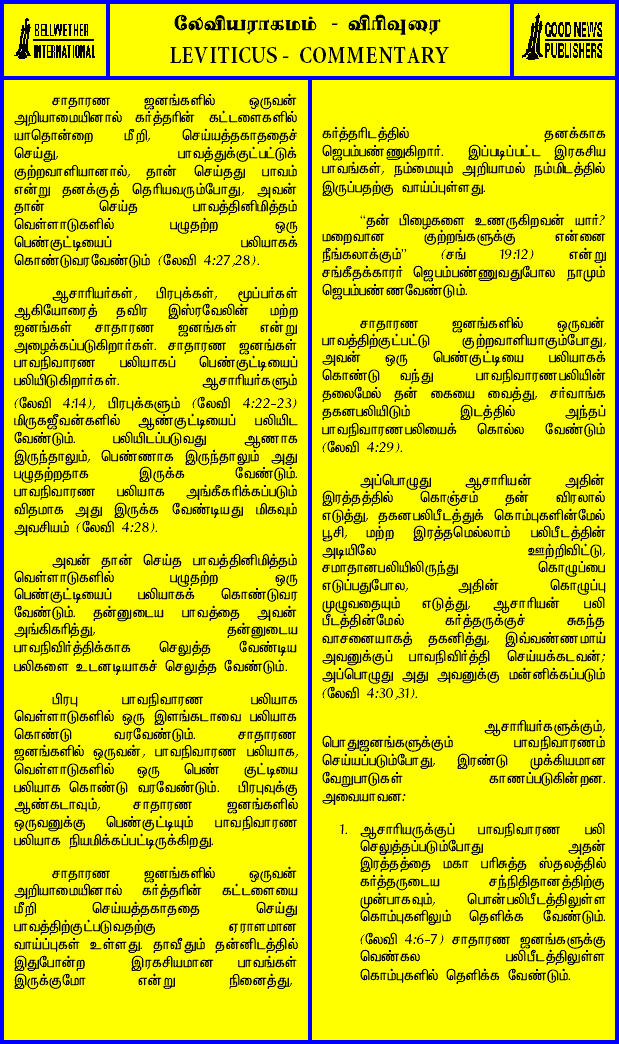 BELLWETHER
INTERNATIONAL
லேவியராகமம் - விரிவுரை
LEVITICUS - COMMENTARY
GOOD NEWS
PUBLISHERS
சாதாரண ஜனங்களில் ஒருவன்
அறியாமையினால் கர்த்தரின் கட்டளைகளில்
யாதொன்றை மீறி, செய்யத்தகாததைச்
செய்து, பாவத்துக்குட்பட்டுக்
குற்றவாளியானால், தான் செய்தது பாவம்
என்று தனக்குத் தெரியவரும்போது, அவன்
தான் செய்த பாவத்தினிமித்தம்
வெள்ளாடுகளில் பழுதற்ற ஒரு
பெண்குட்டியைப் பலியாகக்
கொண்டுவரவேண்டும் (லேவி 4:27,28).
ஆசாரியர்கள், பிரபுக்கள், மூப்பர்கள்
ஆகியோரைத் தவிர இஸ்ரவேலின் மற்ற
ஜனங்கள் சாதாரண ஜனங்கள் என்று
அழைக்கப்படுகிறார்கள். சாதாரண ஜனங்கள்
பாவநிவாரண பலியாகப் பெண்குட்டியைப்
பலியிடுகிறார்கள். ஆசாரியர்களும்
(லேவி 4:14), பிரபுக்களும் (லேவி 4:22-23)
மிருகஜீவன்களில் ஆண்குட்டியைப் பலியிட
வேண்டும். பலியிடப்படுவது ஆணாக
இருந்தாலும், பெண்ணாக இருந்தாலும் அது
பழுதற்றதாக இருக்க வேண்டும்.
பாவநிவாரண பலியாக அங்கீகரிக்கப்படும்
விதமாக அது இருக்க வேண்டியது மிகவும்
அவசியம் (லேவி 4:28).
அவன் தான் செய்த பாவத்தினிமித்தம்
வெள்ளாடுகளில் பழுதற்ற ஒரு
பெண்குட்டியைப் பலியாகக் கொண்டுவர
வேண்டும். தன்னுடைய பாவத்தை அவன்
அங்கிகரித்து, தன்னுடைய
பாவநிவிர்த்திக்காக செலுத்த வேண்டிய
பலிகளை உடனடியாகச் செலுத்த வேண்டும்.
பிரபு பாவநிவாரண பலியாக
வெள்ளாடுகளில் ஒரு இளங்கடாவை பலியாக
கொண்டு வரவேண்டும். சாதாரண
ஜனங்களில் ஒருவன், பாவநிவாரண பலியாக,
வெள்ளாடுகளில் ஒரு பெண் குட்டியை
பலியாக கொண்டு வரவேண்டும். பிரபுவுக்கு
ஆண்கடாவும், சாதாரண ஜனங்களில்
ஒருவனுக்கு பெண்குட்டியும் பாவநிவாரண
பலியாக நியமிக்கப்பட்டிருக்கிறது.
சாதாரண ஜனங்களில் ஒருவன்
அறியாமையினால் கர்த்தரின் கட்டளையை
மீறி செய்யத்தகாததை செய்து
பாவத்திற்குட்படுவதற்கு ஏராளமான
வாய்ப்புகள் உள்ளது. தாவீதும் தன்னிடத்தில்
இதுபோன்ற இரகசியமான பாவங்கள்
இருக்குமோ என்று நினைத்து,
கர்த்தரிடத்தில் தனக்காக
ஜெபம்பண்ணுகிறார். இப்படிப்பட்ட இரகசிய
பாவங்கள், நம்மையும் அறியாமல் நம்மிடத்தில்
இருப்பதற்கு வாய்ப்புள்ளது.
“தன் பிழைகளை உணருகிறவன் யார்?
மறைவான குற்றங்களுக்கு என்னை
நீங்கலாக்கும்” (சங் 19:12) என்று
சங்கீதக்காரர் ஜெபம்பண்ணுவதுபோல நாமும்
ஜெபம்பண்ணவேண்டும்.
சாதாரண ஜனங்களில் ஒருவன்
பாவத்திற்குட்பட்டு குற்றவாளியாகும்போது,
அவன் ஒரு பெண்குட்டியை பலியாகக்
கொண்டு வந்து பாவநிவாரணபலியின்
தலைமேல் தன் கையை வைத்து, சர்வாங்க
தகனபலியிடும் இடத்தில் அந்தப்
பாவநிவாரணபலியைக் கொல்ல வேண்டும்
(லேவி 4:29).
அப்பொழுது ஆசாரியன் அதின்
இரத்தத்தில் கொஞ்சம் தன் விரலால்
எடுத்து, தகனபலிபீடத்துக் கொம்புகளின்மேல்
பூசி, மற்ற இரத்தமெல்லாம் பலிபீடத்தின்
அடியிலே ஊற்றிவிட்டு,
சமாதானபலியிலிருந்து கொழுப்பை
எடுப்பதுபோல, அதின் கொழுப்பு
முழுவதையும் எடுத்து, ஆசாரியன் பலி
பீடத்தின்மேல் கர்த்தருக்குச் சுகந்த
வாசனையாகத் தகனித்து, இவ்வண்ணமாய்
அவனுக்குப் பாவநிவிர்த்தி செய்யக்கடவன்;
அப்பொழுது அது அவனுக்கு மன்னிக்கப்படும்
(லேவி 4:30,31).
ஆசாரியர்களுக்கும்,
பொதுஜனங்களுக்கும் பாவநிவாரணம்
செய்யப்படும்போது, இரண்டு முக்கியமான
வேறுபாடுகள் காணப்படுகின்றன.
அவையாவன:
1. ஆசாரியருக்குப் பாவநிவாரண பலி
செலுத்தப்படும்போது அதன்
இரத்தத்தை மகா பரிசுத்த ஸ்தலத்தில்
கர்த்தருடைய சந்நிதிதானத்திற்கு
முன்பாகவும், பொன்பலிபீடத்திலுள்ள
கொம்புகளிலும் தெளிக்க வேண்டும்.
(லேவி 4:6-7) சாதாரண ஜனங்களுக்கு
வெண்கல பலிபீடத்திலுள்ள
கொம்புகளில் தெளிக்க வேண்டும்.